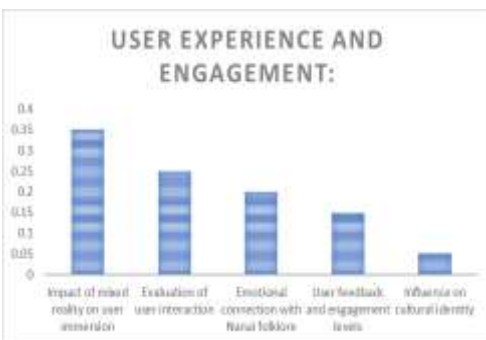 USER EXPERIENCE AND
ENGAGEMENT:
0.4
0.35
0.3
0.25
0.2
0.15
0.1
0.05
0
Impact of mixed
reality on user
immersion
Evaluation of
user interaction
Emotional
connection with
Nanai folklore
User feedback
and engagement
levels
Influence on
cultural identity